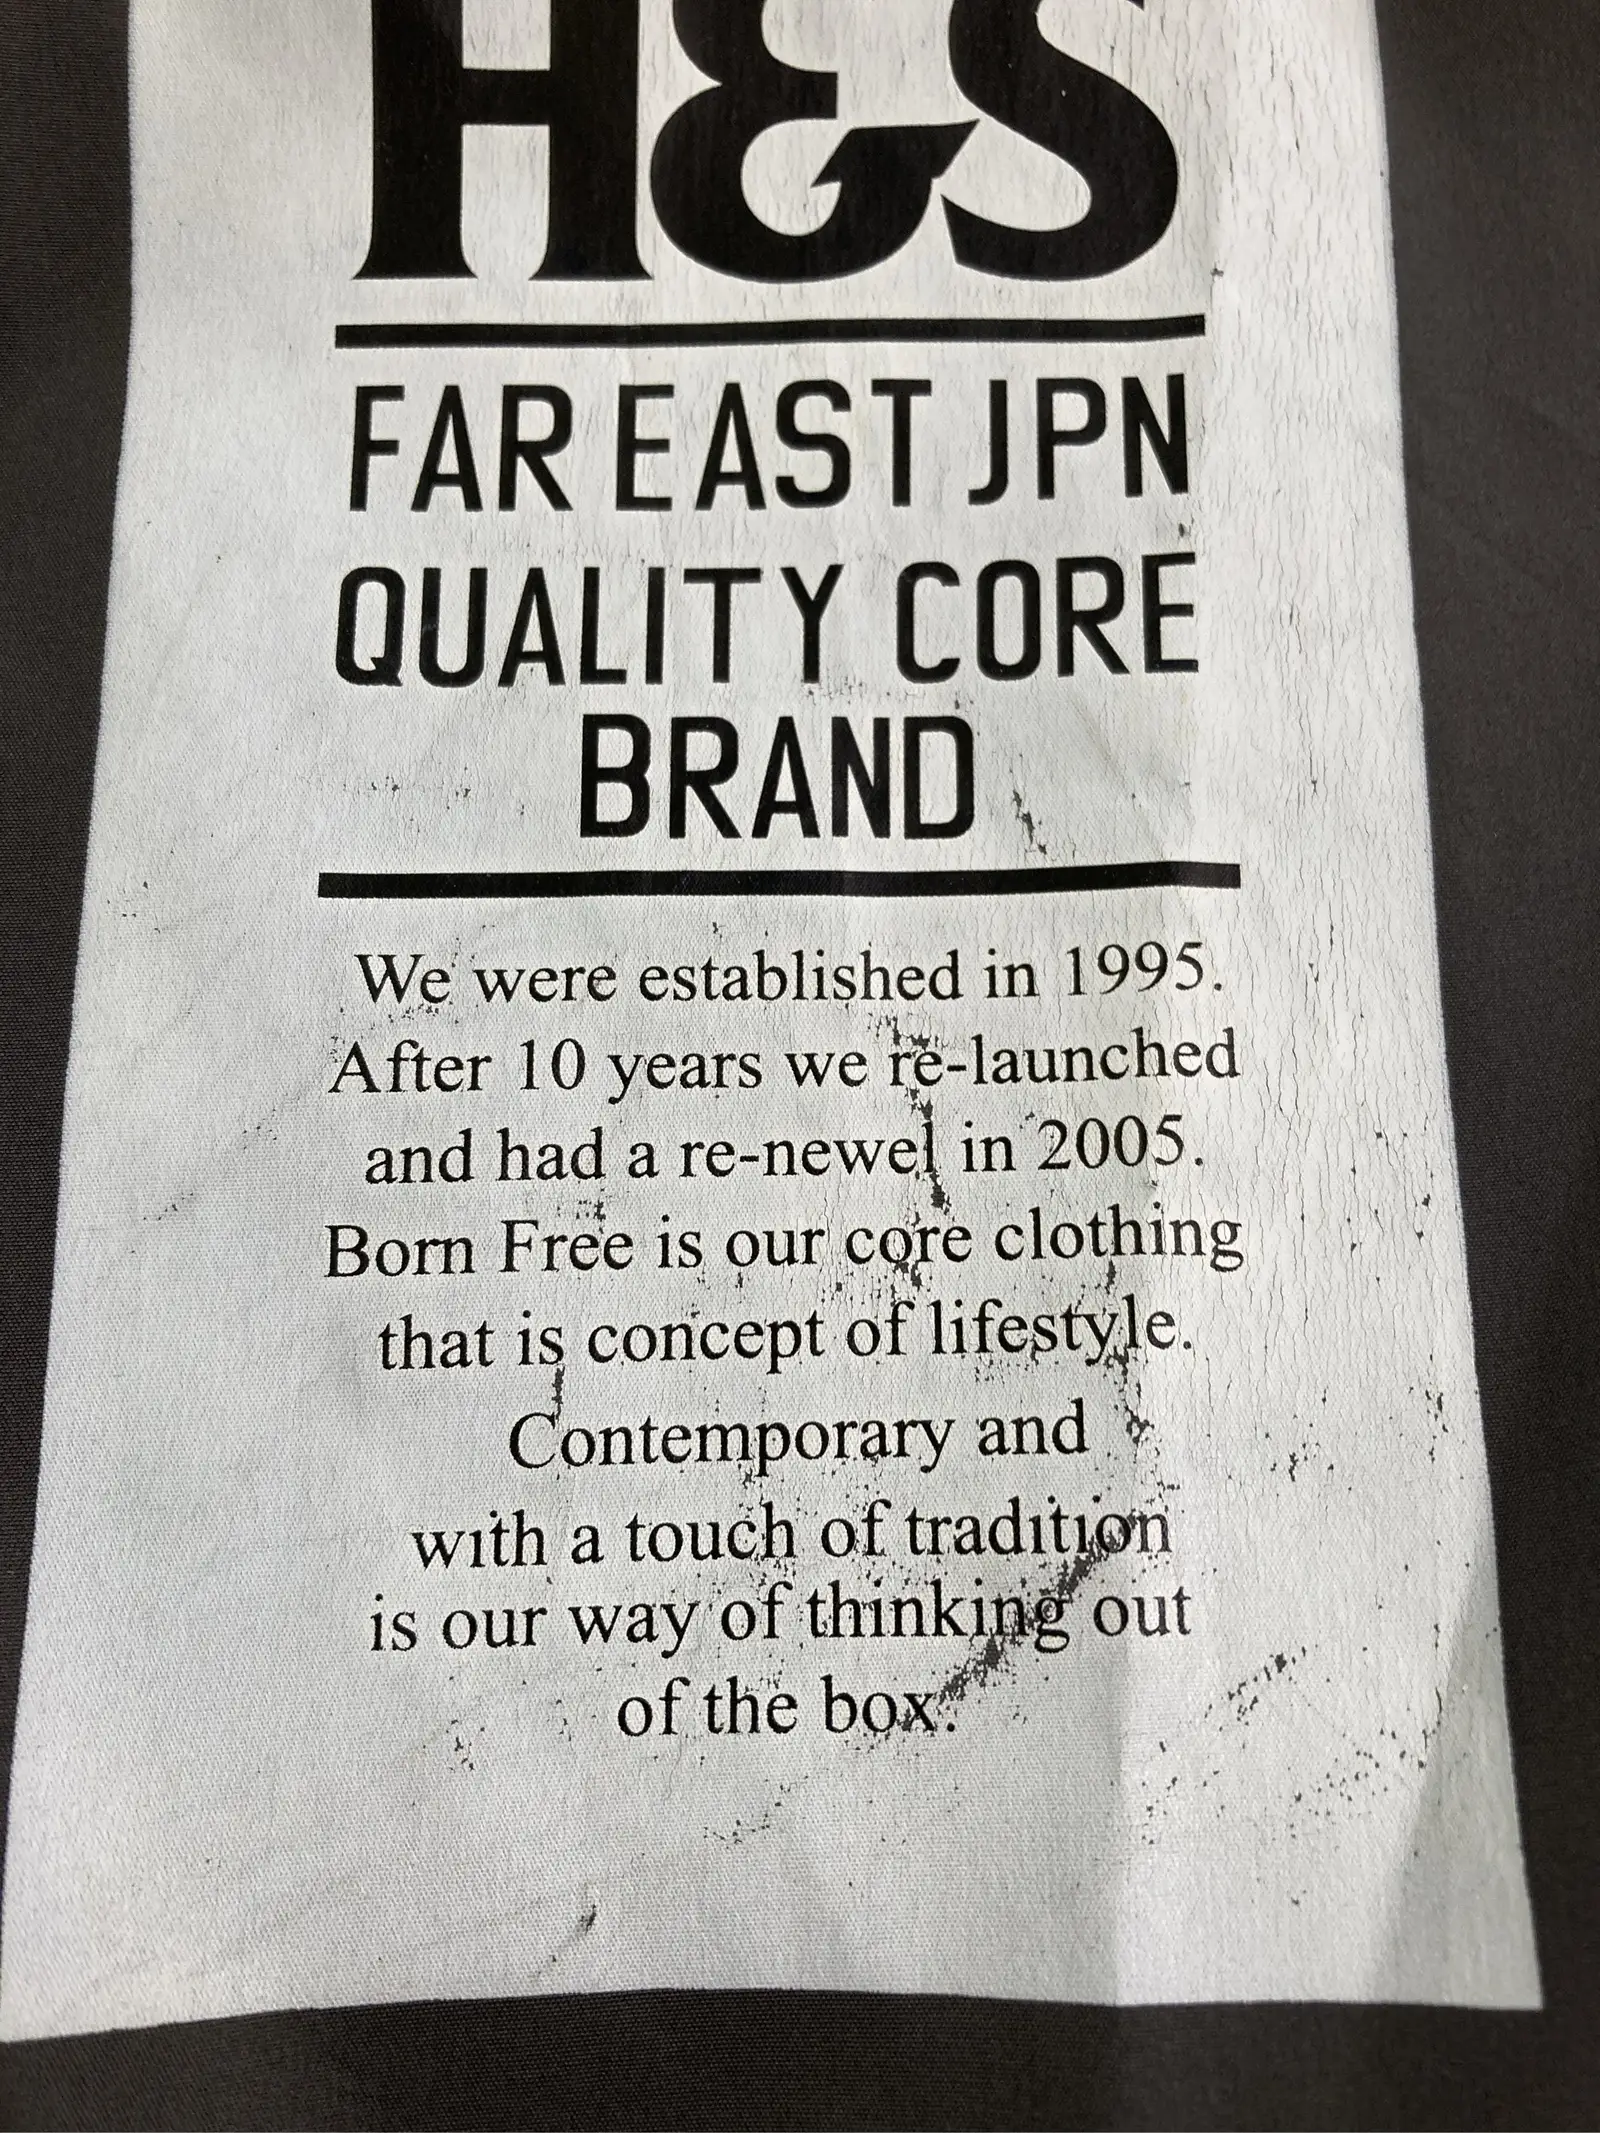 H&S
FAR EAST JPN
QUALITY CORE
BRAND
We were established in 1995.
After 10 years we re-launched
and had a re-newel in 2005.
Born Free is our core clothing
that is concept of lifestyle.
Contemporary and
with a touch of tradition
is our way of thinking out
of the box.